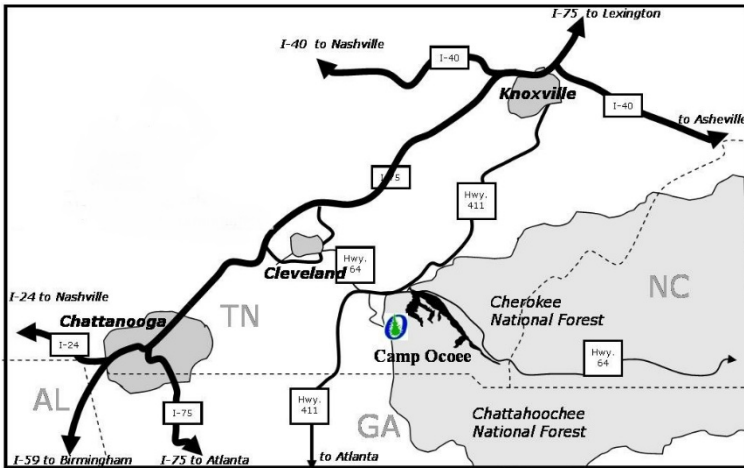 I-75 to Lexington
I-40 to Nashville
I-40
Knoxville
I-40
to Asheville
I-75
Hwy.
411
Cleveland
Hwy.
64
NC
I-24 to Nashville
Chattanooga
TN
Cherokee
National Forest
I-24
Camp Ocoee
Hwy.
64
AL
I-75
Hwy.
411
GA
Chattahoochee
National Forest
I-59 to Birmingham
I-75 to Atlanta
to Atlanta